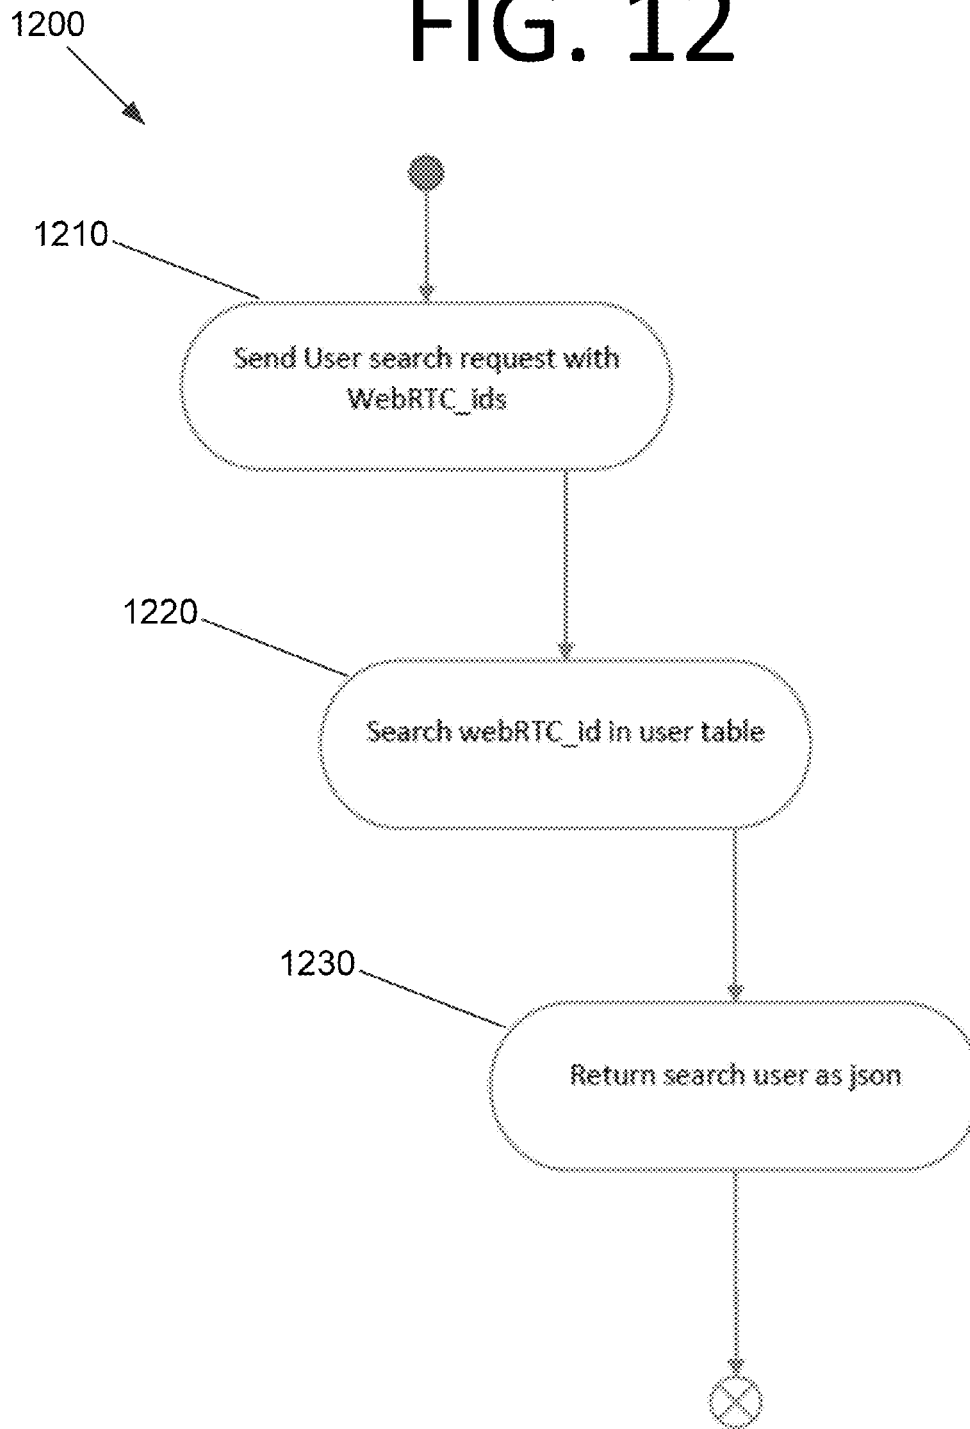 1200
FIG. 12
1210
Send User search request with
WebRTC_ids
1220
Search webRTC_id in user table
1230
Return search user as json